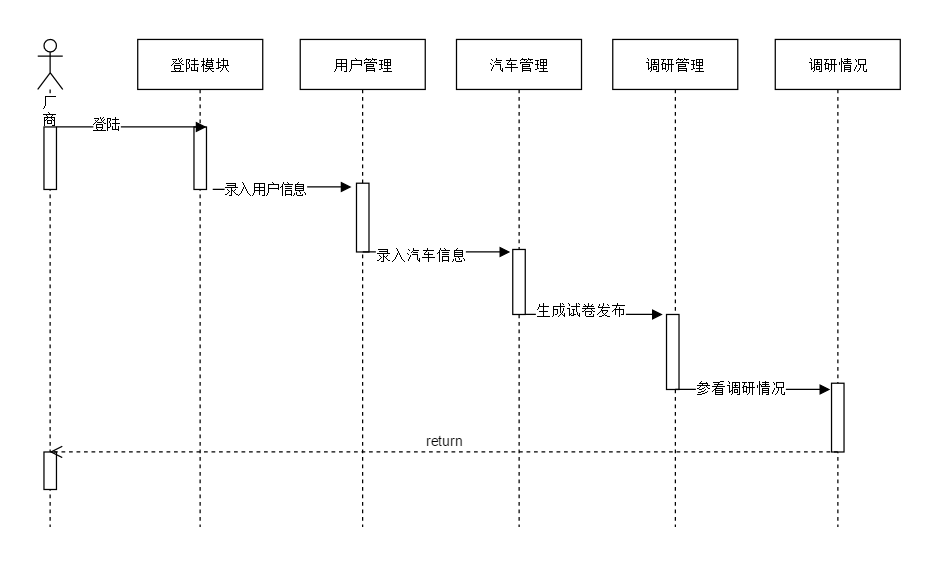 登陆模块
用户管理
汽车管理
调研管理
调研情况
厂
商
登陆
录入用户信息
录入汽车信息
生成试卷发布
参看调研情况
return